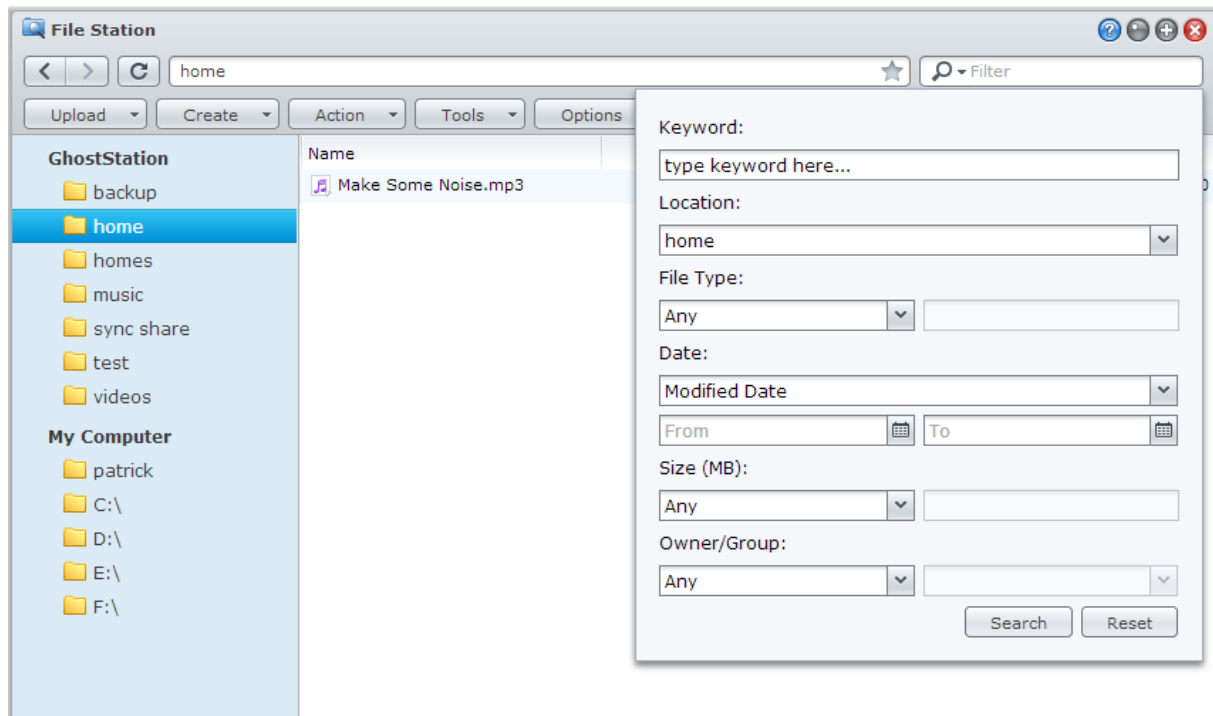 File Station
home
Filter
Upload Create Action Tools Options
GhostStation
backup
home
homes
music
sync share
test
videos
My Computer
patrick
C:\
D:\
E:\
F:\
Name
Make Some Noise.mp3
Keyword:
type keyword here...
Location:
home
File Type:
Any
Date:
Modified Date
From To
Size (MB):
Any
Owner/Group:
Any
Search Reset